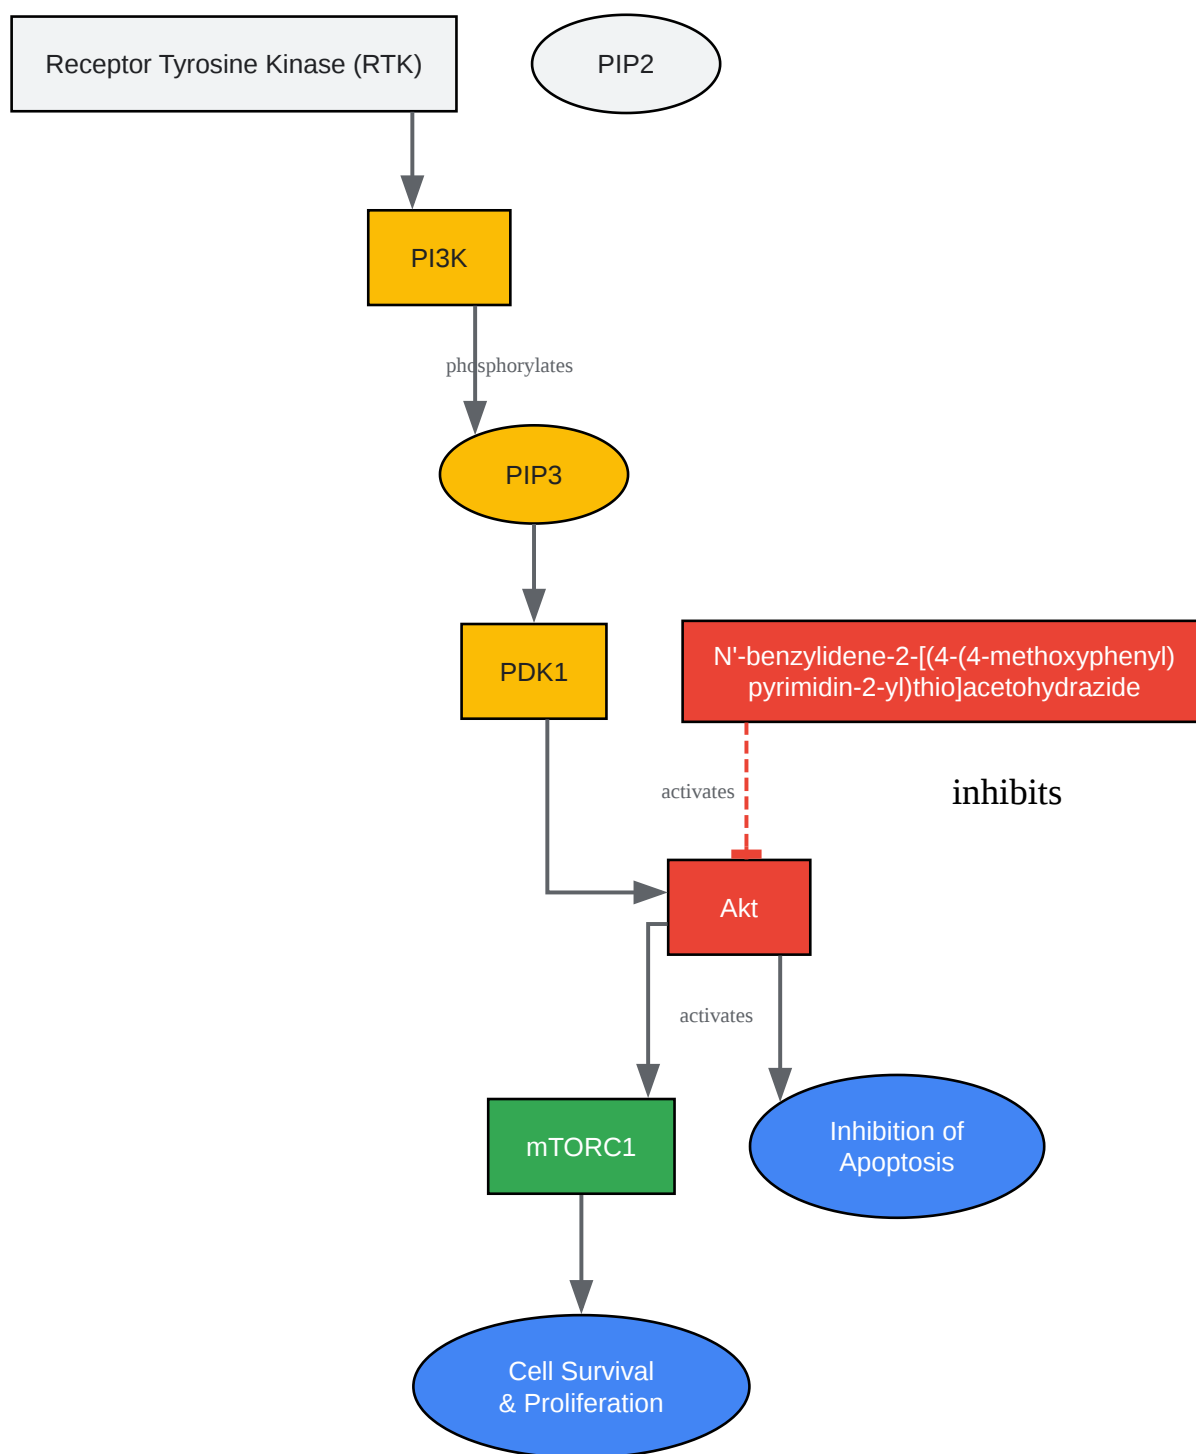 Receptor Tyrosine Kinase (RTK)
PIP2
PI3K
phosphorylates
PIP3
PDK1
N'-benzylidene-2-[(4-(4-methoxyphenyl)
pyrimidin-2-yl)thio]acetohydrazide
activates
inhibits
Akt
activates
mTORC1
Inhibition of
Apoptosis
Cell Survival
& Proliferation